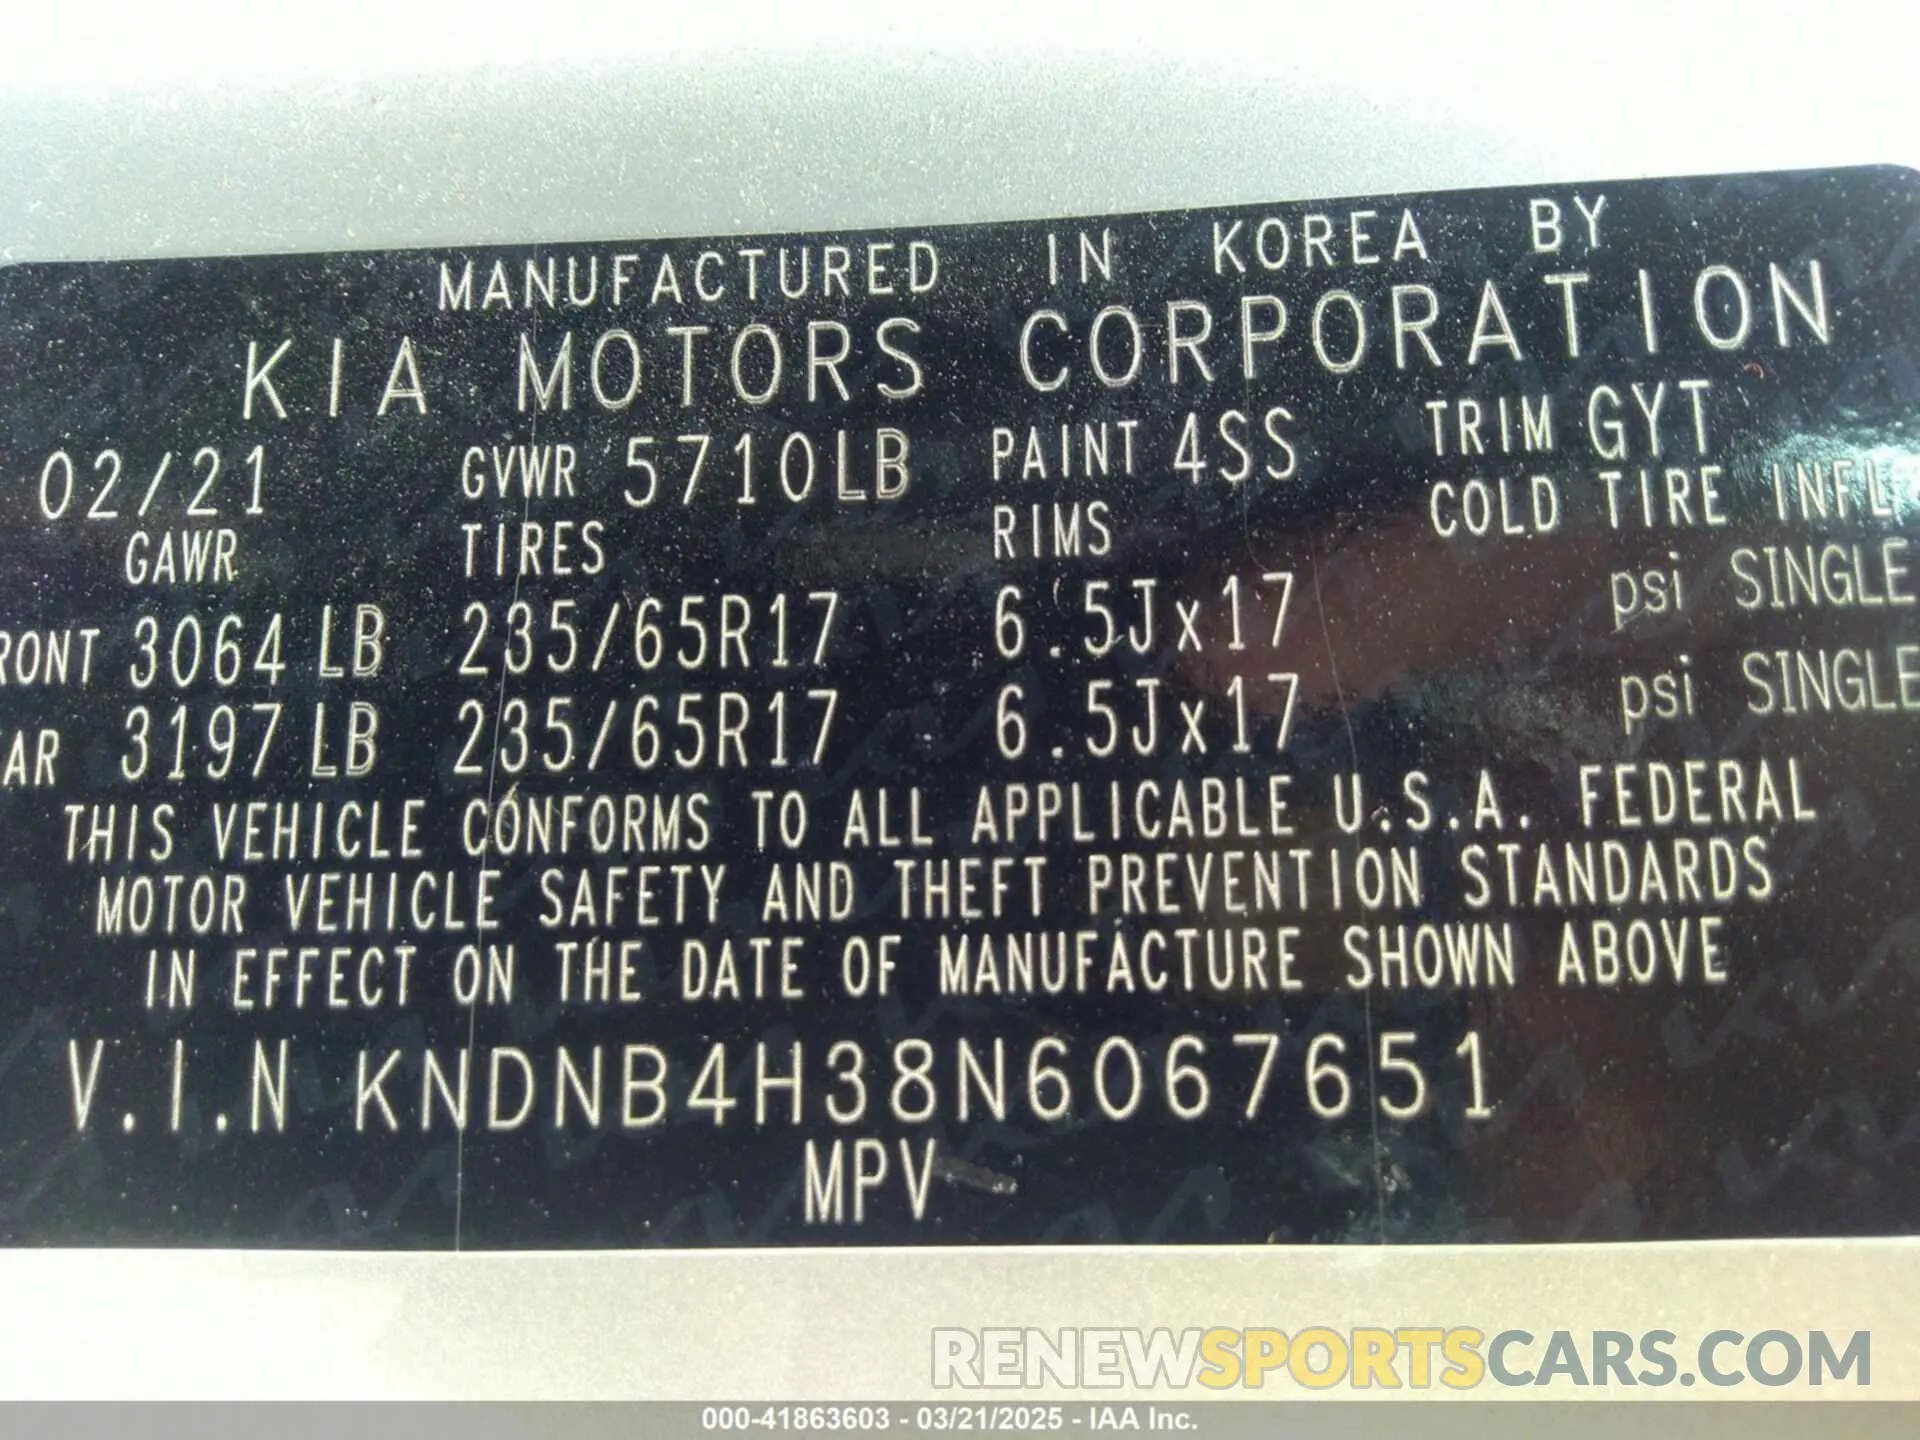 MANUFACTURED IN KOREA BY
KIA MOTORS CORPORATION
02/21 GVWR 5710LB PAINT 4SS TRIM GYT
GAWR TIRES RIMS COLD TIRE INFL
RONT 3064 LB 235/65R17 6.5Jx17 psi SINGLE
EAR 3197 LB 235/65R17 6.5Jx17 psi SINGLE
THIS VEHICLE CONFORMS TO ALL APPLICABLE U.S.A. FEDERAL
MOTOR VEHICLE SAFETY AND THEFT PREVENTION STANDARDS
IN EFFECT ON THE DATE OF MANUFACTURE SHOWN ABOVE
V.I.N KNDNB4H38N6067651
MPV
RENEWSPORTSCARS.COM
000-41863603 - 03/21/2025 - IAA Inc.